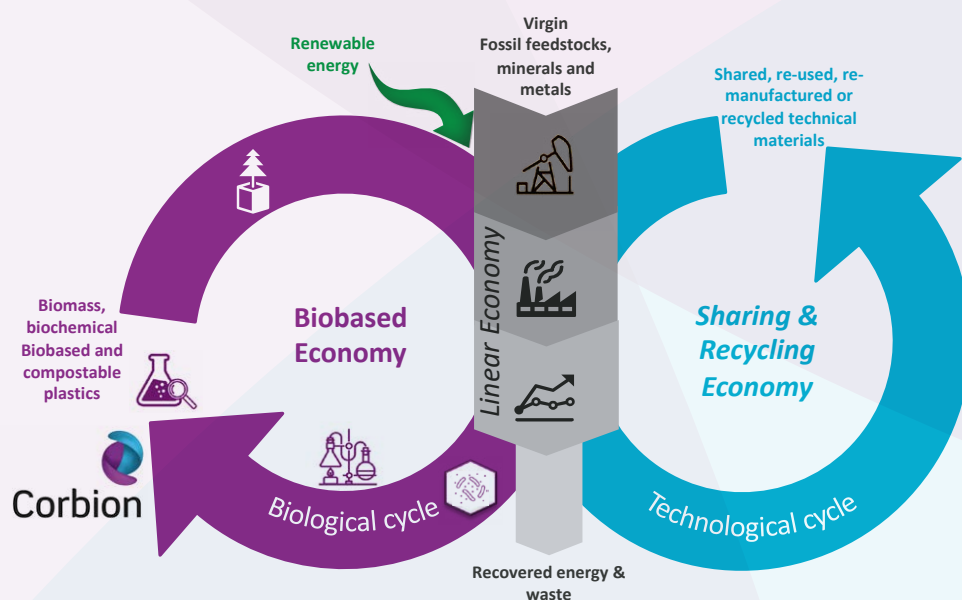 Renewable
energy
Virgin
Fossil feedstocks,
minerals and
metals
Shared, re-used, re-
manufactured or
recycled technical
materials
Biomass,
biochemical
Biobased and
compostable
plastics
Biobased
Economy
Linear Economy
Sharing &
Recycling
Economy
Corbion
Biological cycle
Technological cycle
Recovered energy &
waste